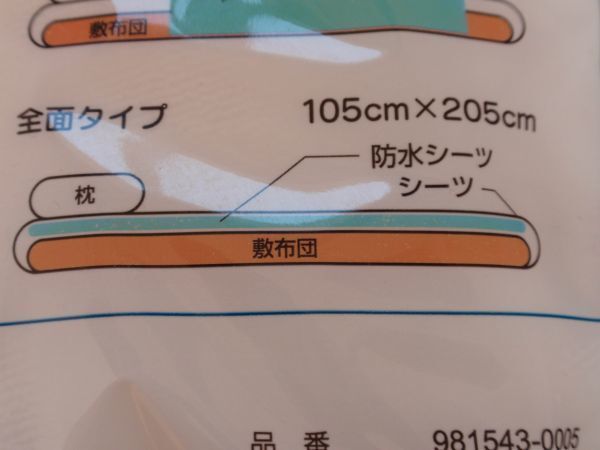 敷布団
全面タイプ 105cm×205cm
防水シーツ
シーツ
枕
敷布団
品番 981543-0005